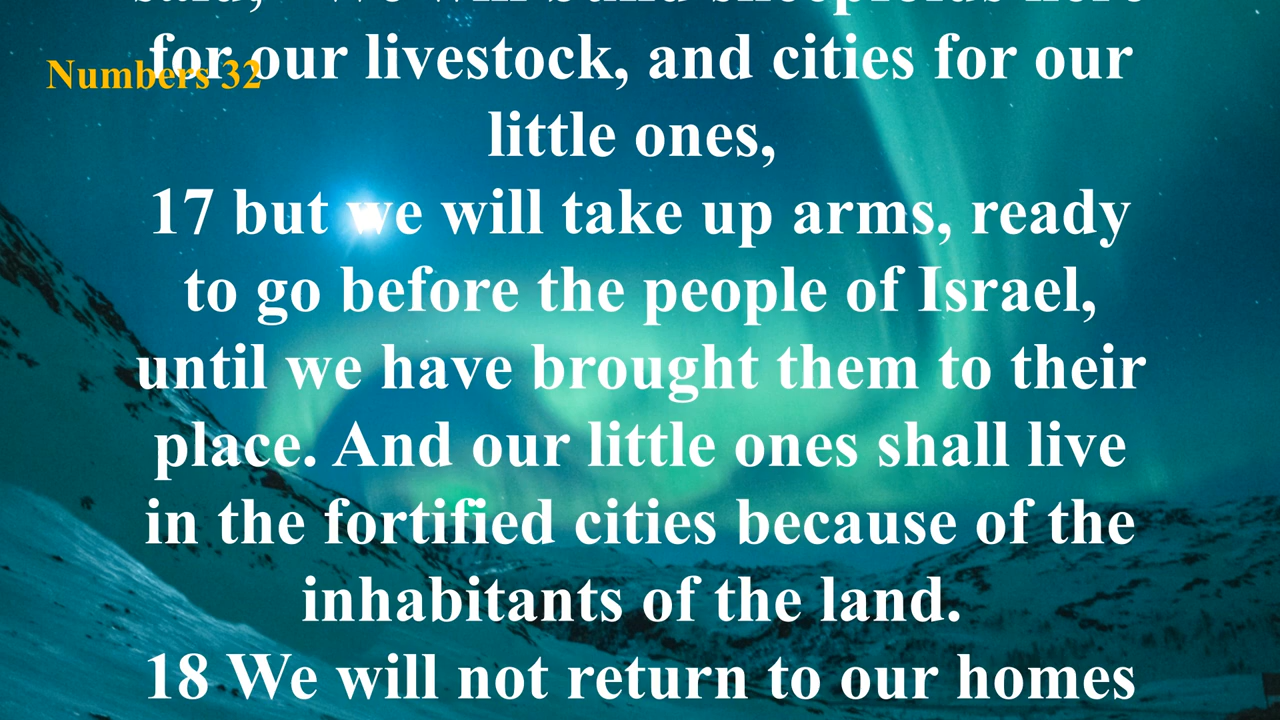 for our livestock, and cities for our
Numbers 32
little ones,
17 but we will take up arms, ready
to go before the people of Israel,
until we have brought them to their
place. And our little ones shall live
in the fortified cities because of the
inhabitants of the land.
18 We will not return to our homes